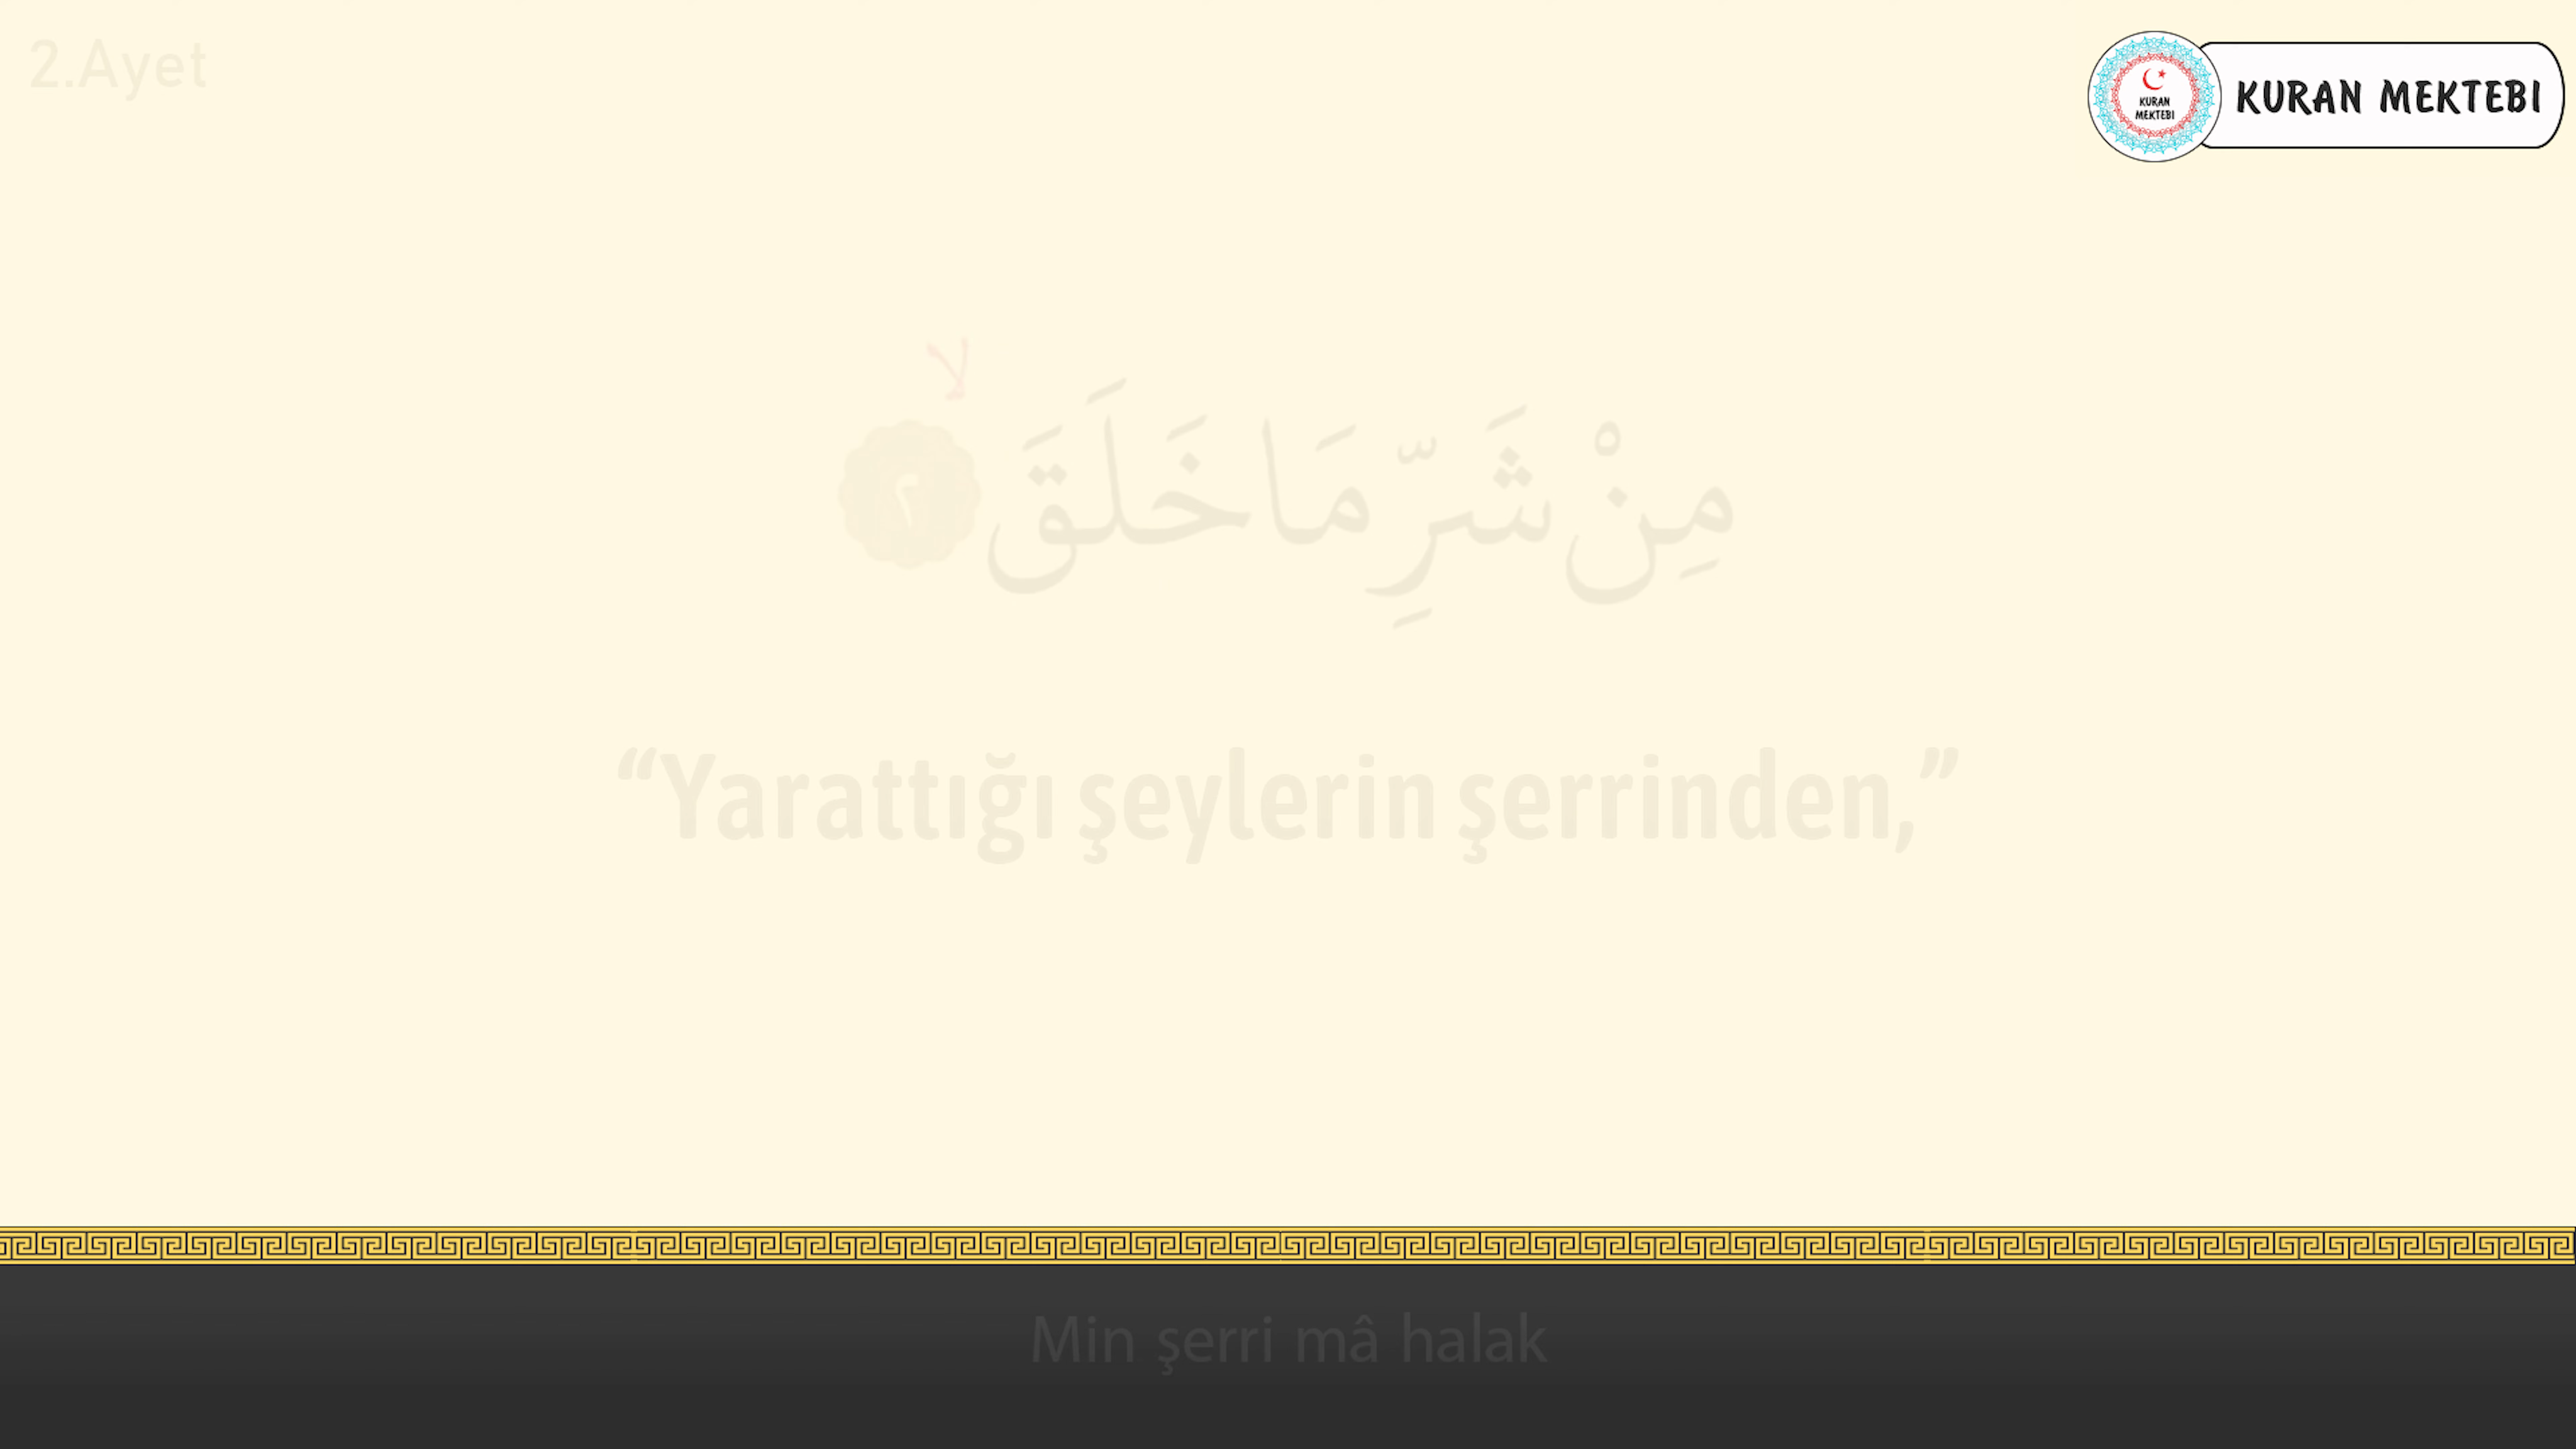 2.Ayet
KURAN
MEKTEBI
KURAN MEKTEBI
لا
مِنْ شَرِّ مَا خَلَقَ ﴿٢﴾
“Yarattığı şeylerin şerrinden,”
Min şerri mâ halak